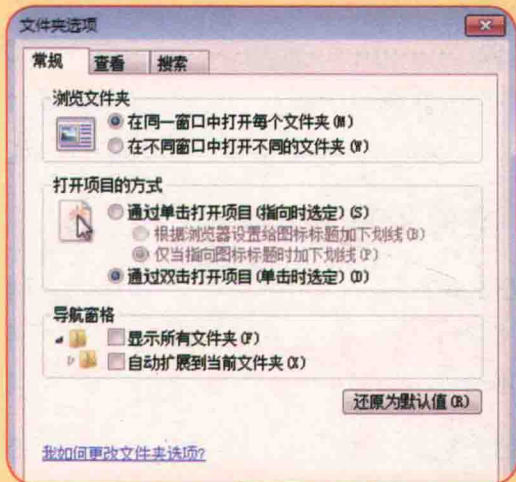 文件夹选项
常规 查看 搜索
浏览文件夹
在同一窗口中打开每个文件夹(M)
在不同窗口中打开不同的文件夹(W)
打开项目的方式
通过单击打开项目(指向时选定)(S)
根据浏览器设置给图标标题加下划线(B)
仅当指向图标标题时加下划线(P)
通过双击打开项目(单击时选定)(D)
导航窗格
显示所有文件夹(F)
自动扩展到当前文件夹(X)
还原为默认值(R)
我如何更改文件夹选项?